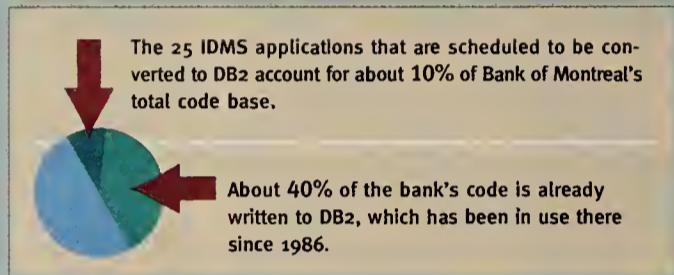 The 25 IDMS applications that are scheduled to be con-
verted to DB2 account for about 10% of Bank of Montreal's
total code base.
About 40% of the bank's code is already
written to DB2, which has been in use there
since 1986.